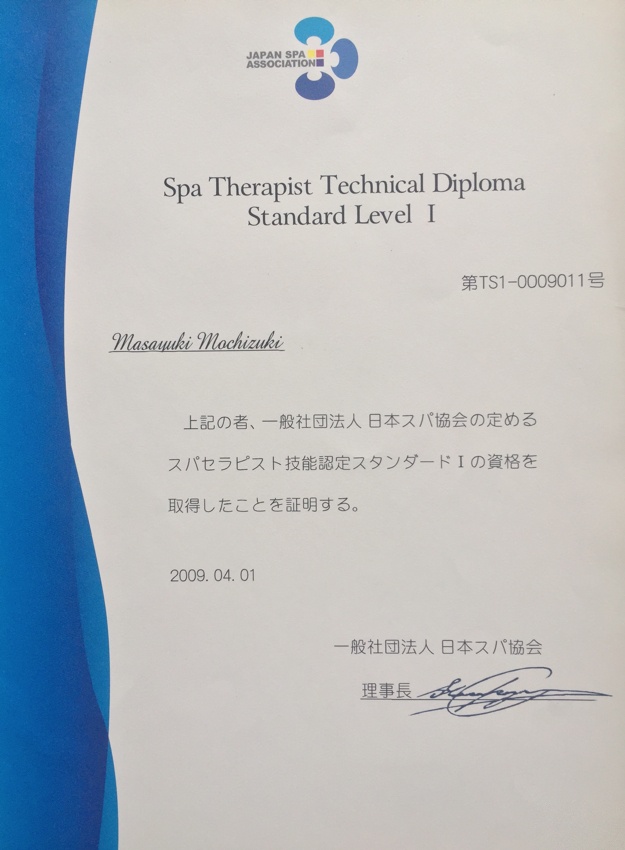 JAPAN SPA
ASSOCIATION
Spa Therapist Technical Diploma
Standard Level I
第TS1-0009011号
Masayuki Mochizuki
上記の者、一般社団法人 日本スパ協会の定める
スパセラピスト技能認定スタンダードⅠの資格を
取得したことを証明する。
2009. 04. 01
一般社団法人 日本スパ協会
理事長